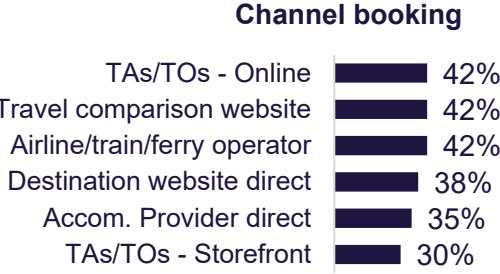 Channel booking
TAs/TOs - Online 42%
Travel comparison website 42%
Airline/train/ferry operator 42%
Destination website direct 38%
Accom. Provider direct 35%
TAs/TOs - Storefront 30%